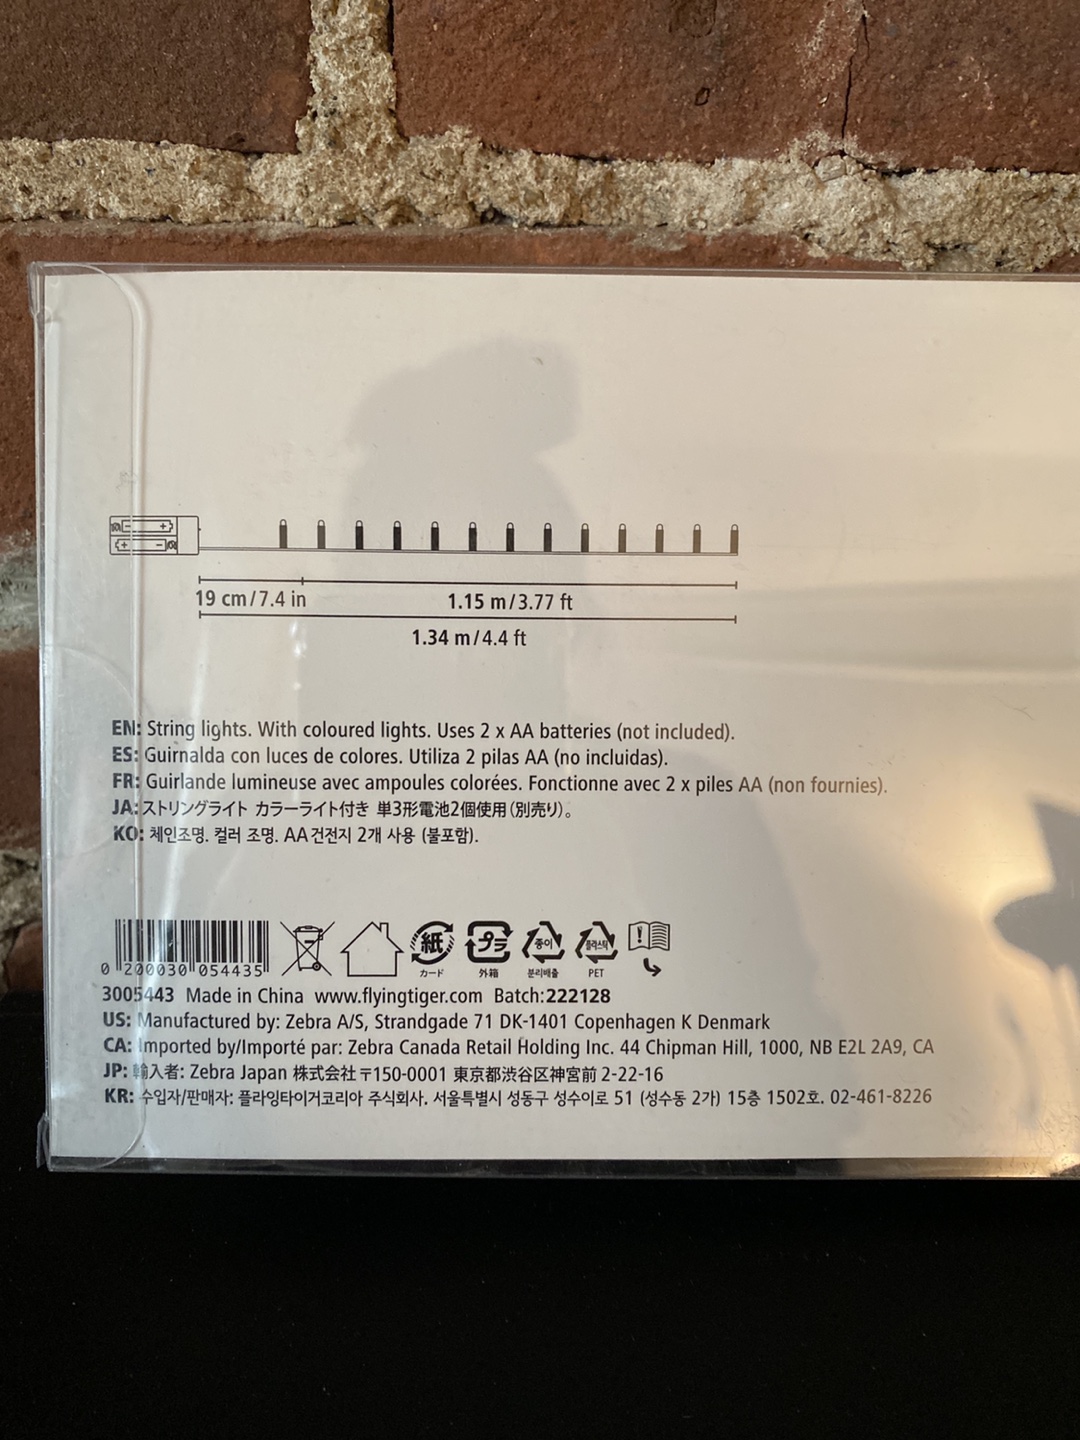 19 cm/7.4 in
1.15 m/3.77 ft
1.34 m/4.4 ft
EN: String lights. With coloured lights. Uses 2 x AA batteries (not included).
ES: Guirnalda con luces de colores. Utiliza 2 pilas AA (no incluidas).
FR: Guirlande lumineuse avec ampoules colorées. Fonctionne avec 2 x piles AA (non fournies).
JA: ストリングライト カラーライト付き 単3形電池2個使用(別売り)。
KO: 체인조명. 컬러 조명. AA 건전지 2개 사용 (불포함).
0 200030 054435
紙 プラ 종이 플라스틱
カード 外箱 분리배출 PET
3005443 Made in China www.flyingtiger.com Batch:222128
US: Manufactured by: Zebra A/S, Strandgade 71 DK-1401 Copenhagen K Denmark
CA: Imported by/Importé par: Zebra Canada Retail Holding Inc. 44 Chipman Hill, 1000, NB E2L 2A9, CA
JP: 輸入者: Zebra Japan 株式会社 〒150-0001 東京都渋谷区神宮前 2-22-16
KR: 수입자/판매자: 플라잉타이거코리아 주식회사. 서울특별시 성동구 성수이로 51 (성수동 2가) 15층 1502호. 02-461-8226